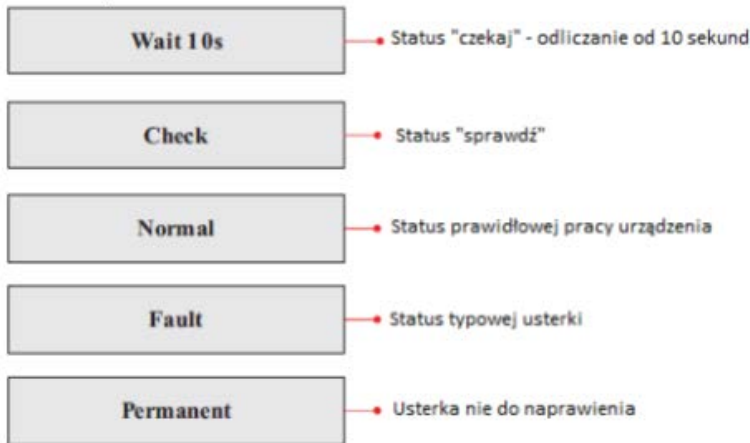 Wait 10s
Status "czekaj" - odliczanie od 10 sekund
Check
Status "sprawdź"
Normal
Status prawidłowej pracy urządzenia
Fault
Status typowej usterki
Permanent
Usterka nie do naprawienia